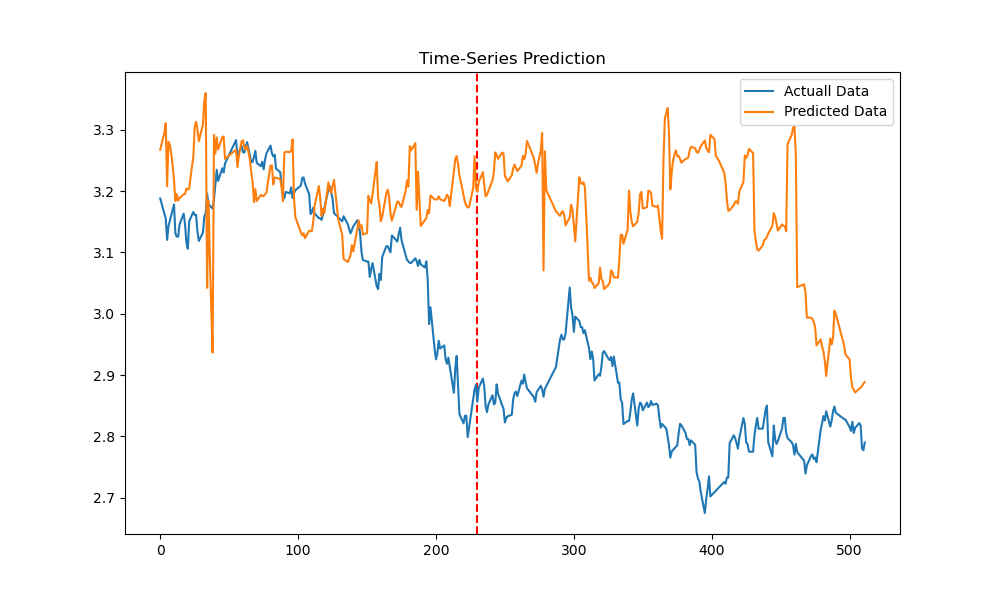 Time-Series Prediction
Actuall Data
Predicted Data
3.3
3.2
3.1
3.0
2.9
2.8
2.7
0 100 200 300 400 500